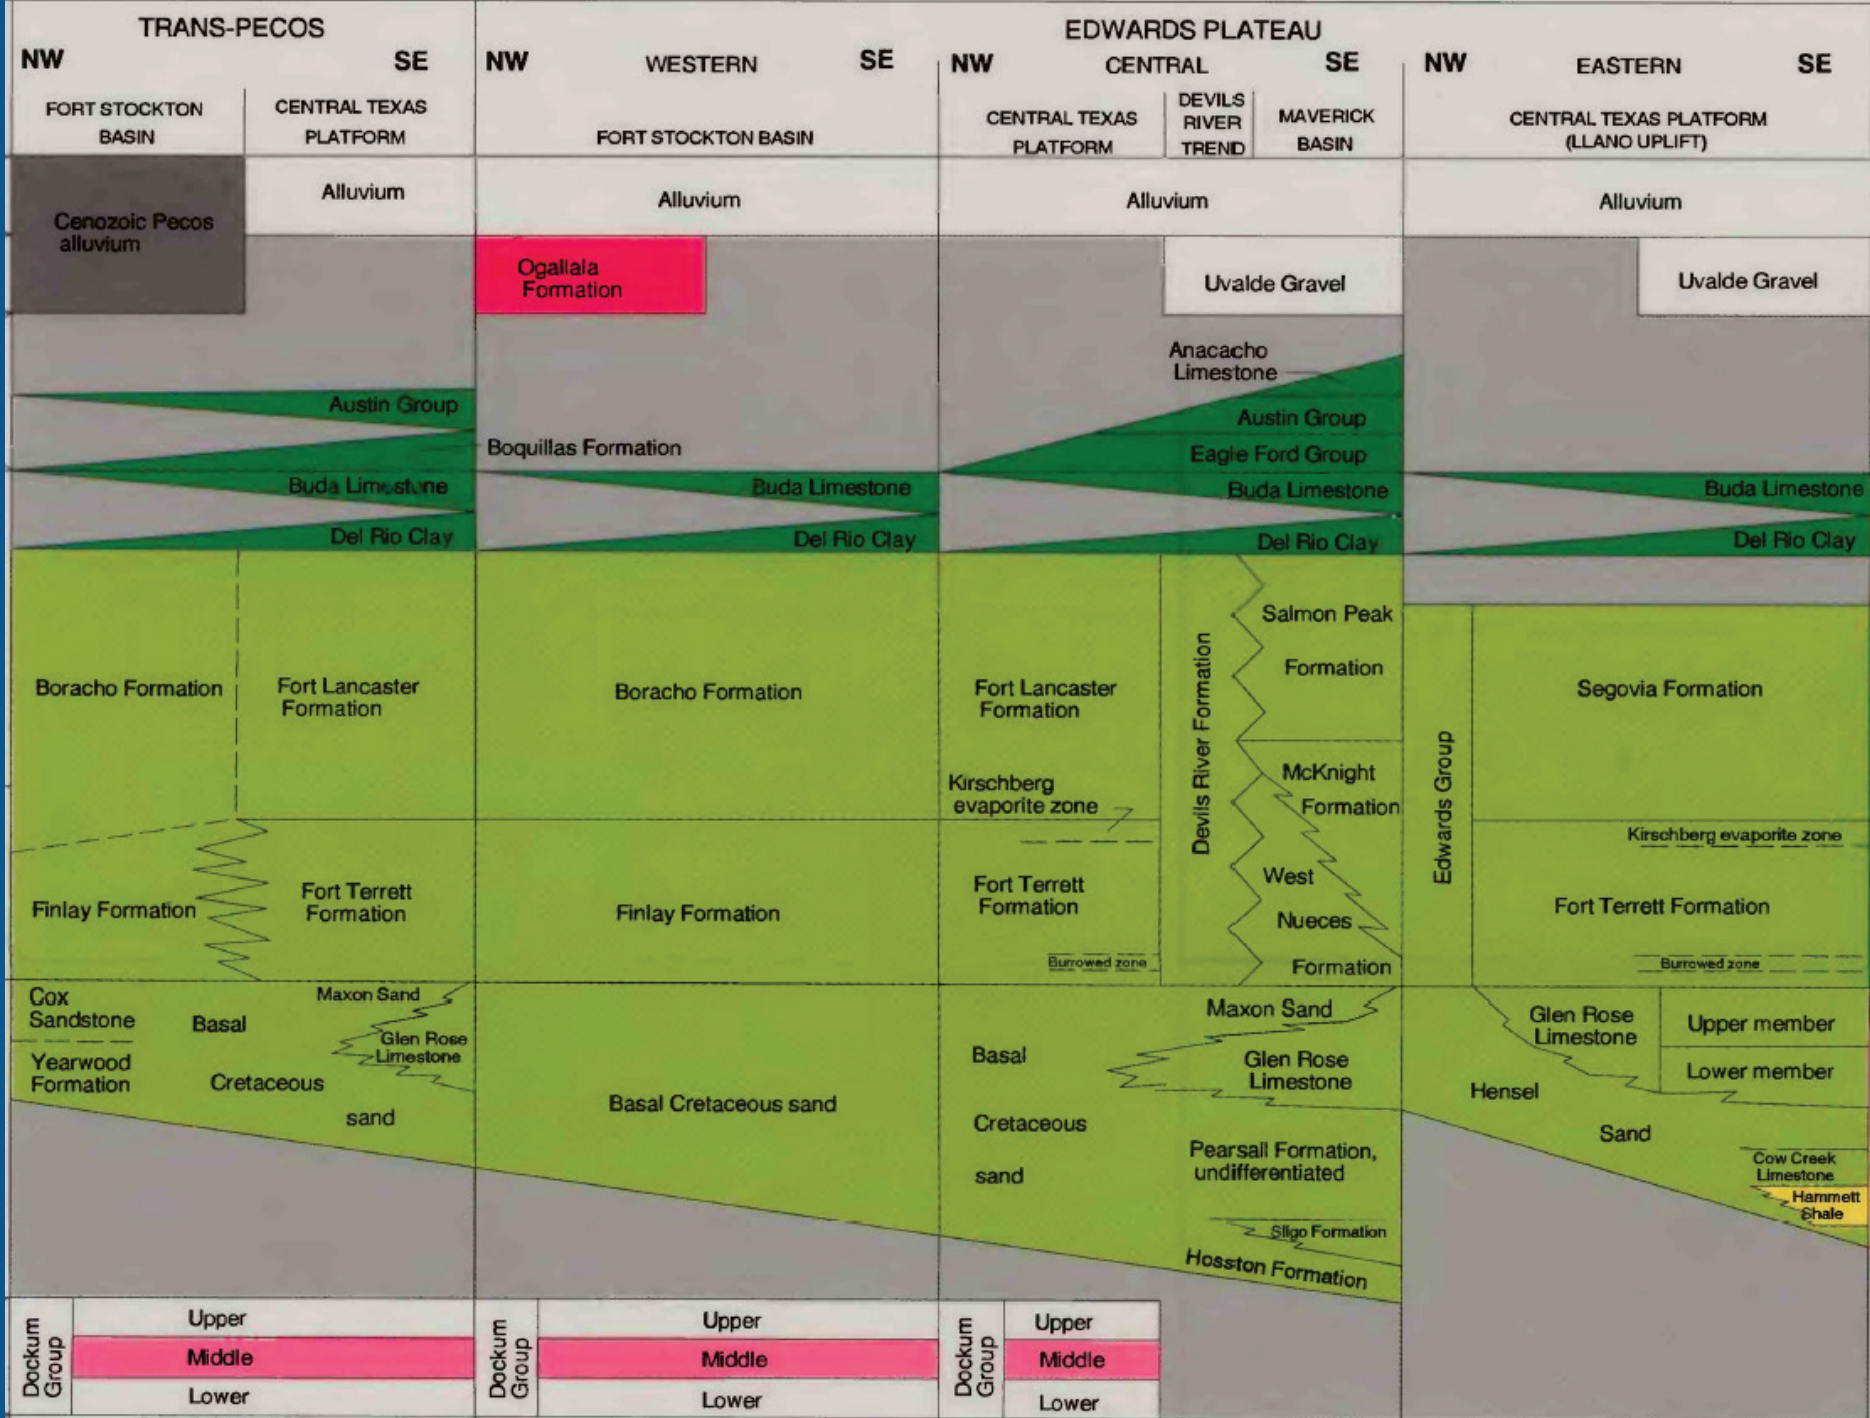 TRANS-PECOS
EDWARDS PLATEAU
NW
SE
NW
WESTERN
SE
NW
CENTRAL
SE
NW
EASTERN
SE
FORT STOCKTON
BASIN
CENTRAL TEXAS
PLATFORM
FORT STOCKTON BASIN
CENTRAL TEXAS
PLATFORM
DEVILS
RIVER
TREND
MAVERICK
BASIN
CENTRAL TEXAS PLATFORM
(LLANO UPLIFT)
Cenozoic Pecos
alluvium
Alluvium
Alluvium
Alluvium
Alluvium
Ogallala
Formation
Uvalde Gravel
Uvalde Gravel
Anacacho
Limestone
Austin Group
Austin Group
Boquillas Formation
Eagle Ford Group
Buda Limestone
Buda Limestone
Buda Limestone
Buda Limestone
Del Rio Clay
Del Rio Clay
Del Rio Clay
Del Rio Clay
Boracho Formation
Fort Lancaster
Formation
Boracho Formation
Fort Lancaster
Formation
Kirschberg
evaporite zone
Devils River Formation
Salmon Peak
Formation
McKnight
Formation
Edwards Group
Segovia Formation
Kirschberg evaporite zone
Finlay Formation
Fort Terrett
Formation
Finlay Formation
Fort Terrett
Formation
Burrowed zone
West
Nueces
Formation
Fort Terrett Formation
Burrowed zone
Cox
Sandstone
Yearwood
Formation
Basal
Cretaceous
sand
Maxon Sand
Glen Rose
Limestone
Basal Cretaceous sand
Basal
Cretaceous
sand
Maxon Sand
Glen Rose
Limestone
Pearsall Formation,
undifferentiated
Sligo Formation
Hosston Formation
Glen Rose
Limestone
Upper member
Lower member
Hensel
Sand
Cow Creek
Limestone
Hammett
Shale
Dockum
Group
Upper
Middle
Lower
Dockum
Group
Upper
Middle
Lower
Dockum
Group
Upper
Middle
Lower